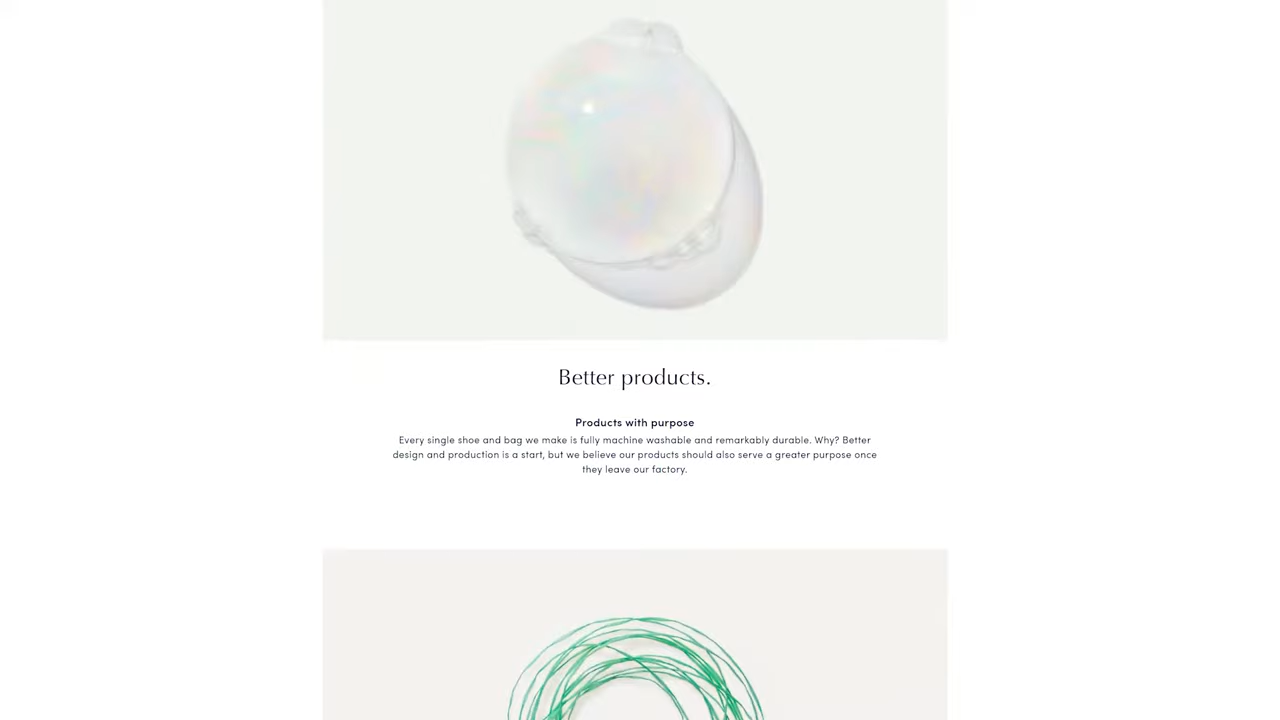 Better products.
Products with purpose
Every single shoe and bag we make is fully machine washable and remarkably durable. Why? Better
design and production is a start, but we believe our products should also serve a greater purpose once
they leave our factory.